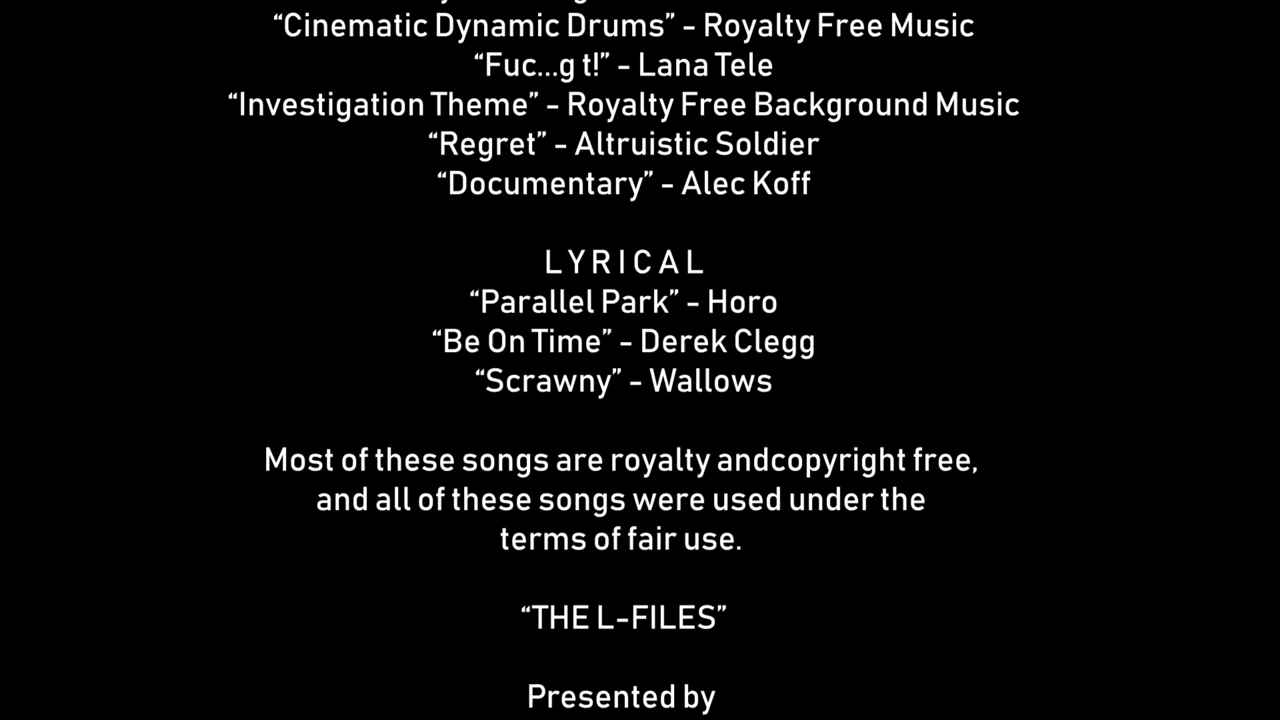 “Cinematic Dynamic Drums” - Royalty Free Music
“Fuc...g t!” - Lana Tele
“Investigation Theme” - Royalty Free Background Music
“Regret” - Altruistic Soldier
“Documentary” - Alec Koff
L Y R I C A L
“Parallel Park” - Horo
“Be On Time” - Derek Clegg
“Scrawny” - Wallows
Most of these songs are royalty andcopyright free,
and all of these songs were used under the
terms of fair use.
“THE L-FILES”
Presented by